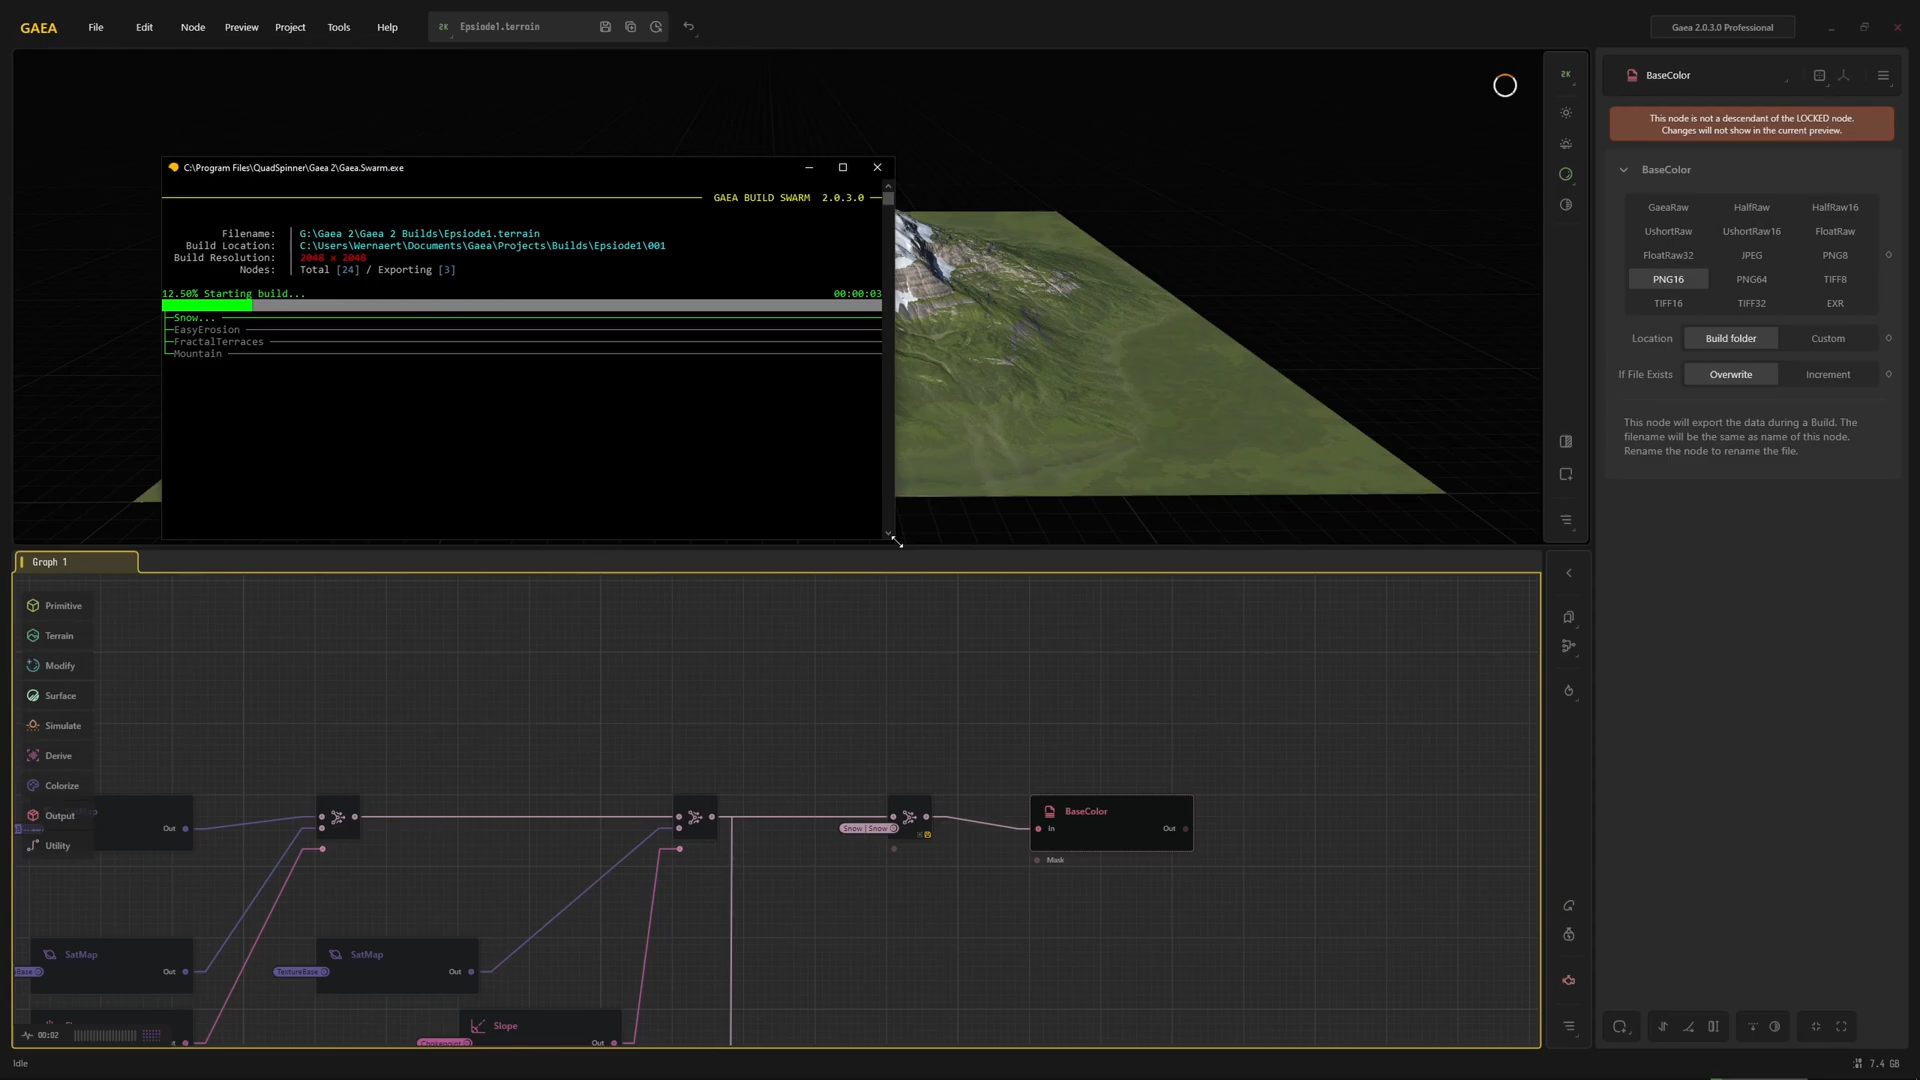 GAEA
File
Edit
Node
Preview
Project
Tools
Help
2K
Epsiode1.terrain
Gaea 2.0.3.0 Professional
2K
BaseColor
This node is not a descendant of the LOCKED node.
Changes will not show in the current preview.
C:\Program Files\QuadSpinner\Gaea 2\Gaea.Swarm.exe
GAEA BUILD SWARM 2.0.3.0
Filename: G:\Gaea 2\Gaea 2 Builds\Epsiode1.terrain
Build Location: C:\Users\Wernaert\Documents\Gaea\Projects\Builds\Epsiode1\001
Build Resolution: 2048 x 2048
Nodes: Total [24] / Exporting [3]
12.50% Starting build... 00:00:03
Snow...
EasyErosion
FractalTerraces
Mountain
BaseColor
GaeaRaw HalfRaw HalfRaw16
UshortRaw UshortRaw16 FloatRaw
FloatRaw32 JPEG PNG8
PNG16 PNG64 TIFF8
TIFF16 TIFF32 EXR
Location Build folder Custom
If File Exists Overwrite Increment
This node will export the data during a Build. The
filename will be the same as name of this node.
Rename the node to rename the file.
Graph 1
Primitive
Terrain
Modify
Surface
Simulate
Derive
Colorize
Output
Utility
Out
Snow | Snow
BaseColor
In Out
Mask
SatMap
Out
SatMap
TextureBase
Out
Slope
Out
00:02
Idle
7.4 GB